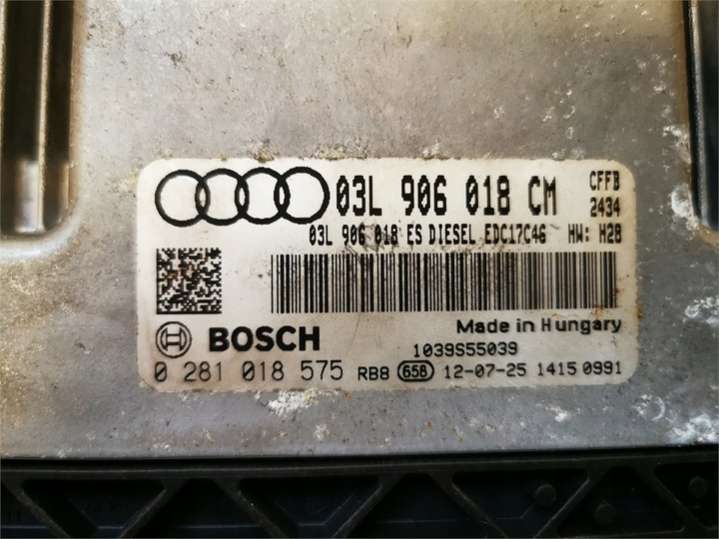 03L 906 018 CM CFFB
2434
03L 906 018 ES DIESEL EDC17C46 HW: H28
BOSCH
Made in Hungary
1039S55039
0 281 018 575 RB8 658 12-07-25 1415 0991